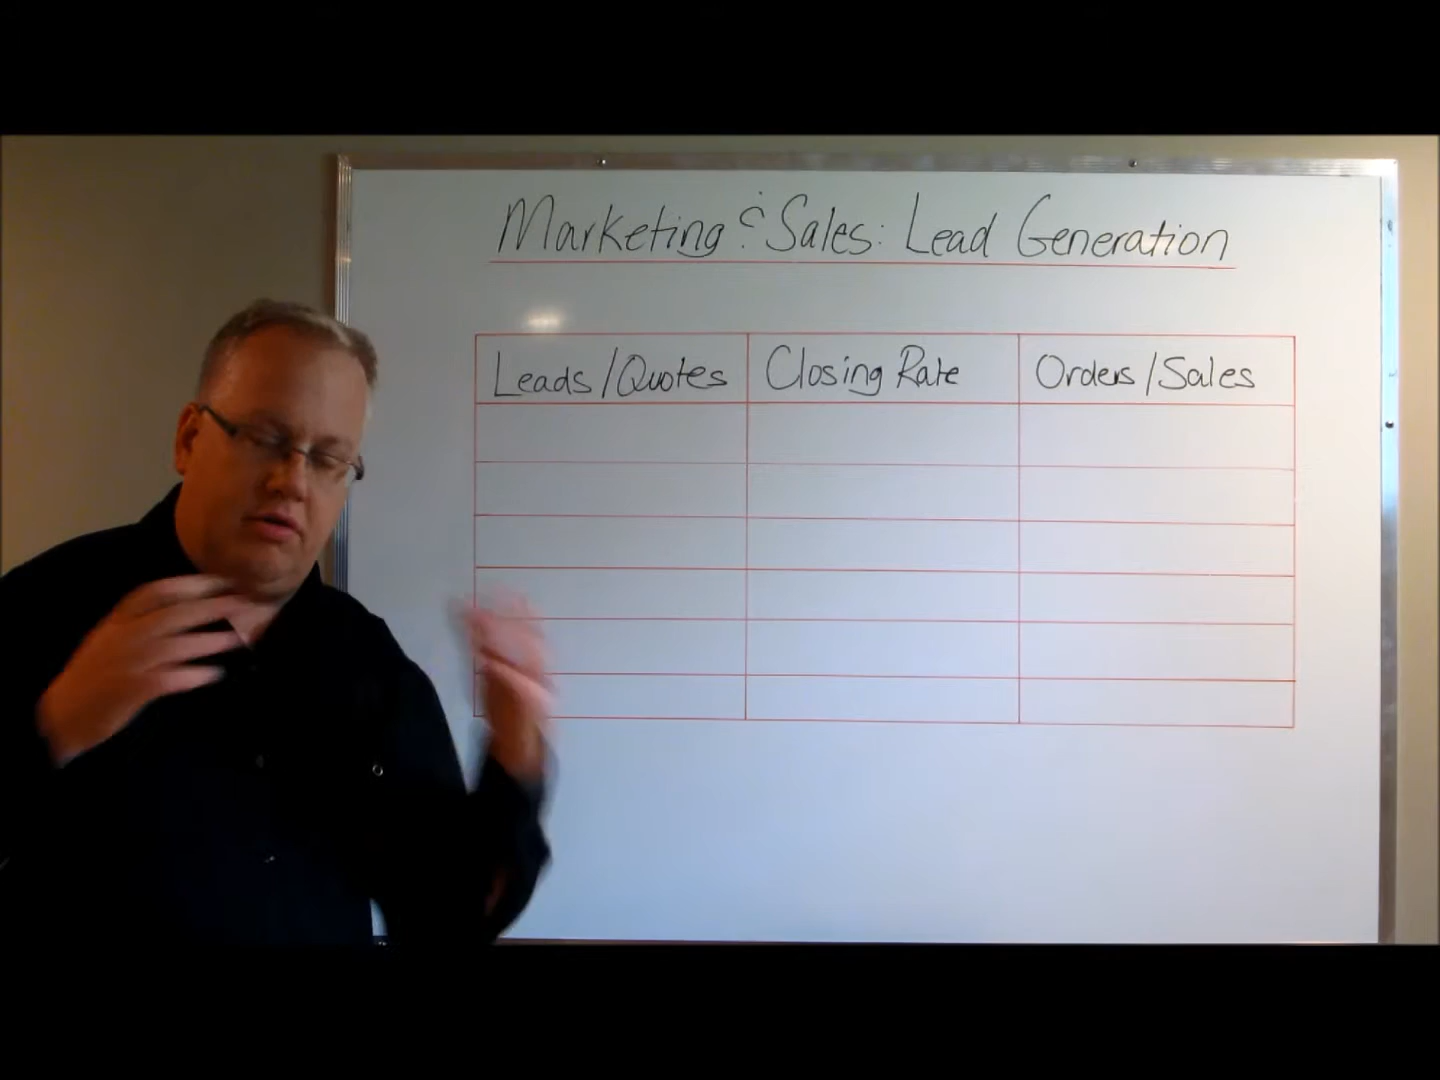 Marketing & Sales: Lead Generation
Leads/Quotes Closing Rate Orders/Sales